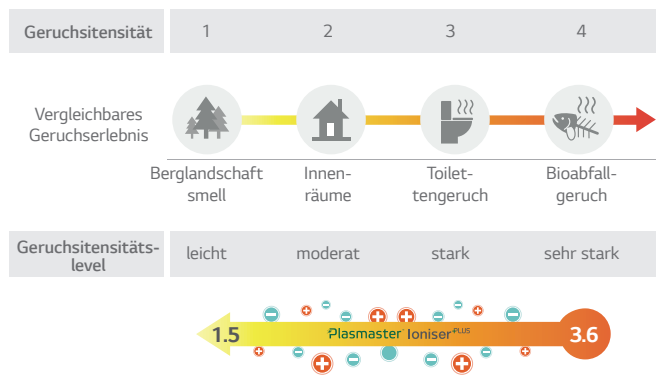 Geruchsitensität 1 2 3 4
Vergleichbares
Geruchserlebnis
Berglandschaft Innen- Toilet- Bioabfall-
smell räume tengeruch geruch
Geruchsitensitäts-
level
leicht moderat stark sehr stark
1.5 Plasmaster™ Ioniser PLUS 3.6